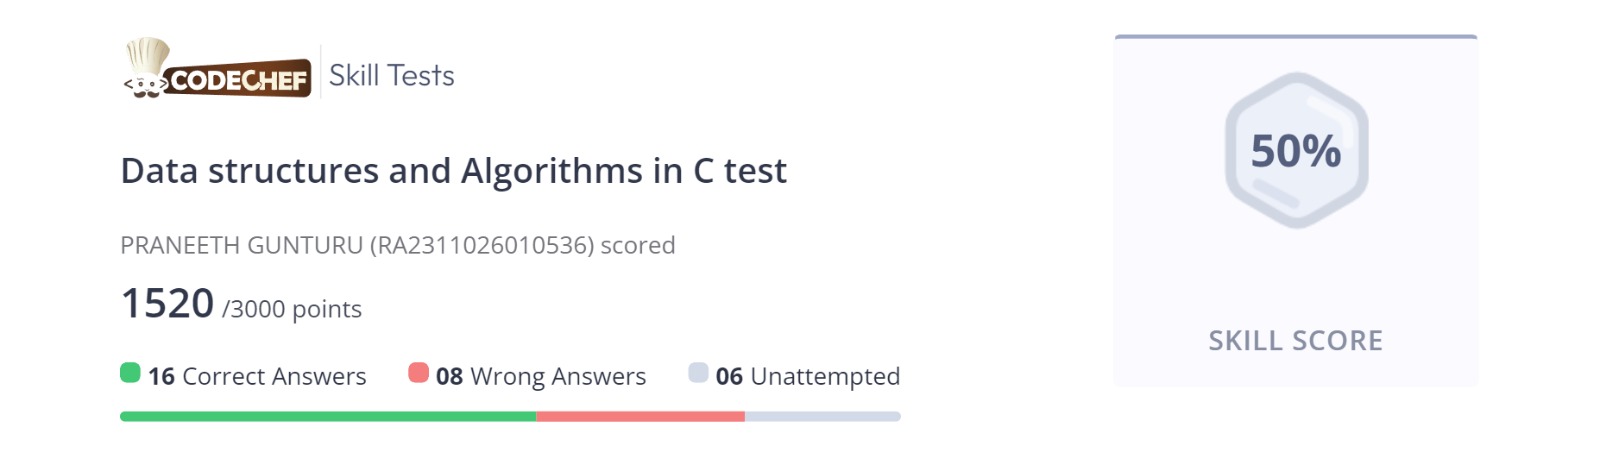 CODECHEF Skill Tests
Data structures and Algorithms in C test
PRANEETH GUNTURU (RA2311026010536) scored
1520 /3000 points
16 Correct Answers 08 Wrong Answers 06 Unattempted
50%
SKILL SCORE